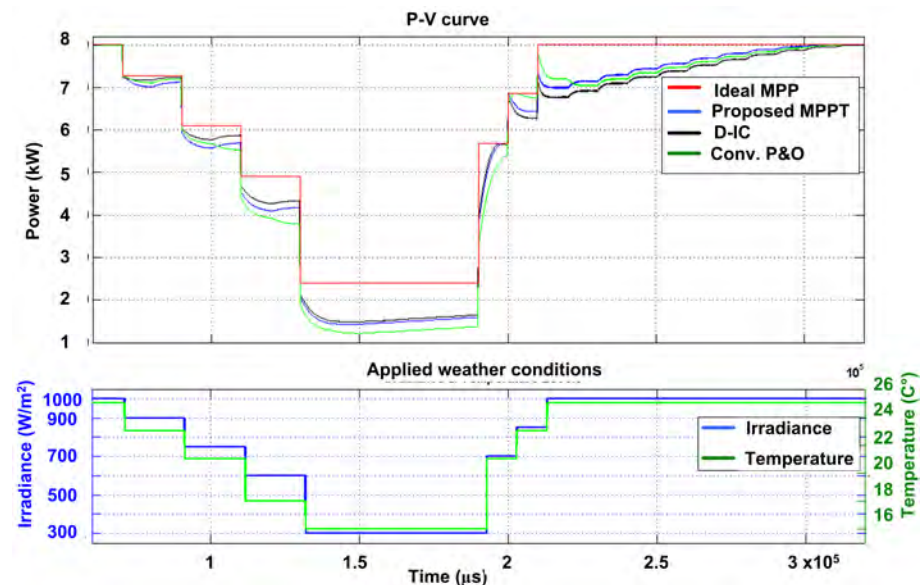 P-V curve
8
7
6
5
4
3
2
1
Power (kW)
Ideal MPP
Proposed MPPT
D-IC
Conv. P&O
Applied weather conditions
10⁵
1000
900
700
500
300
Irradiance (W/m²)
26
24
22
20
18
16
Temperature (C°)
Irradiance
Temperature
1
1.5
2
2.5
3 x10⁵
Time (µs)